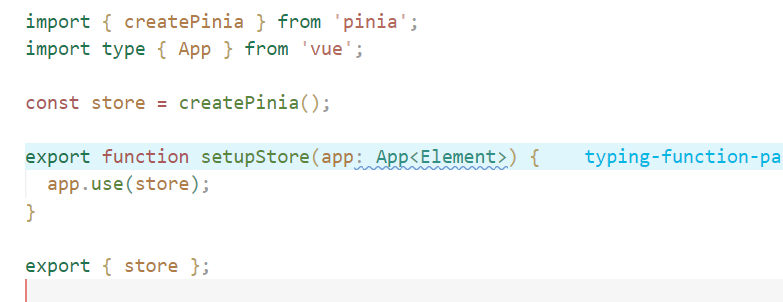 import { createPinia } from 'pinia';
import type { App } from 'vue';
const store = createPinia();
export function setupStore(app: App<Element>) { typing-function-pa
app.use(store);
}
export { store };